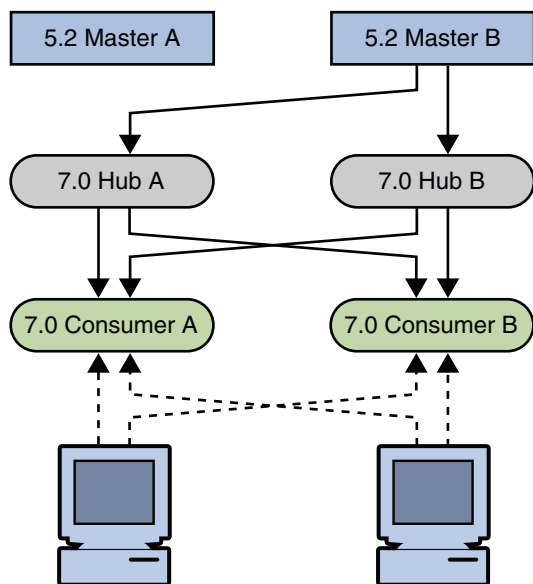 5.2 Master A
5.2 Master B
7.0 Hub A
7.0 Hub B
7.0 Consumer A
7.0 Consumer B